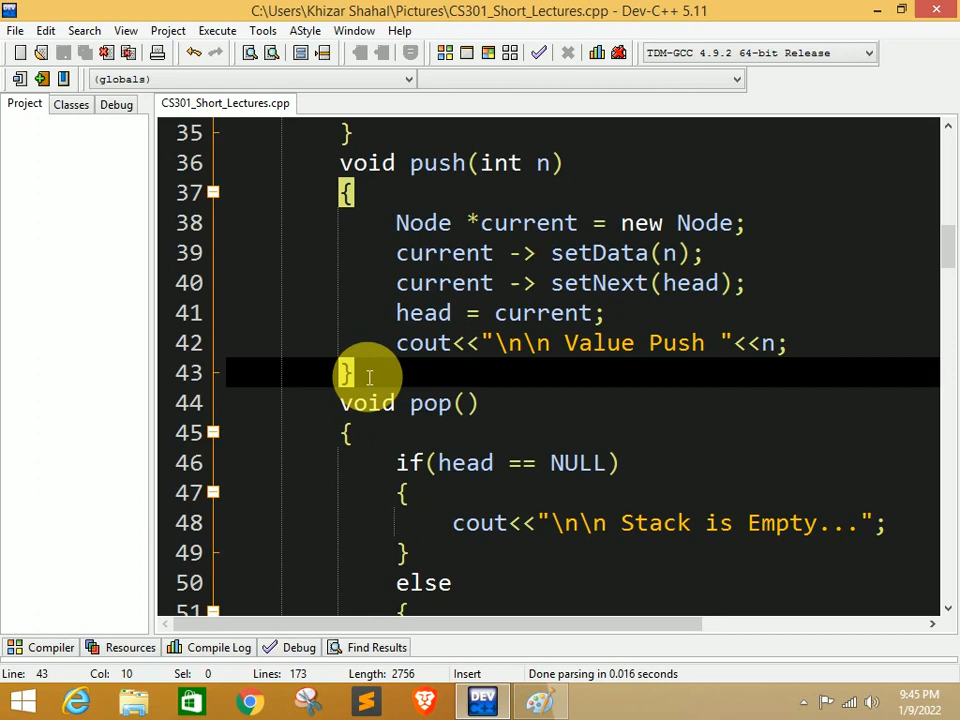 C:\Users\Khizar Shahal\Pictures\CS301_Short_Lectures.cpp - Dev-C++ 5.11
File Edit Search View Project Execute Tools AStyle Window Help
TDM-GCC 4.9.2 64-bit Release
(globals)
Project Classes Debug CS301_Short_Lectures.cpp
35 }
36 void push(int n)
37 {
38 Node *current = new Node;
39 current -> setData(n);
40 current -> setNext(head);
41 head = current;
42 cout<<"\n\n Value Push "<<n;
43 }
44 void pop()
45 {
46 if(head == NULL)
47 {
48 cout<<"\n\n Stack is Empty...";
49 }
50 else
51 {
Compiler Resources Compile Log Debug Find Results
Line: 43 Col: 10 Sel: 0 Lines: 173 Length: 2756 Insert Done parsing in 0.016 seconds
DEV C++
9:45 PM
1/9/2022